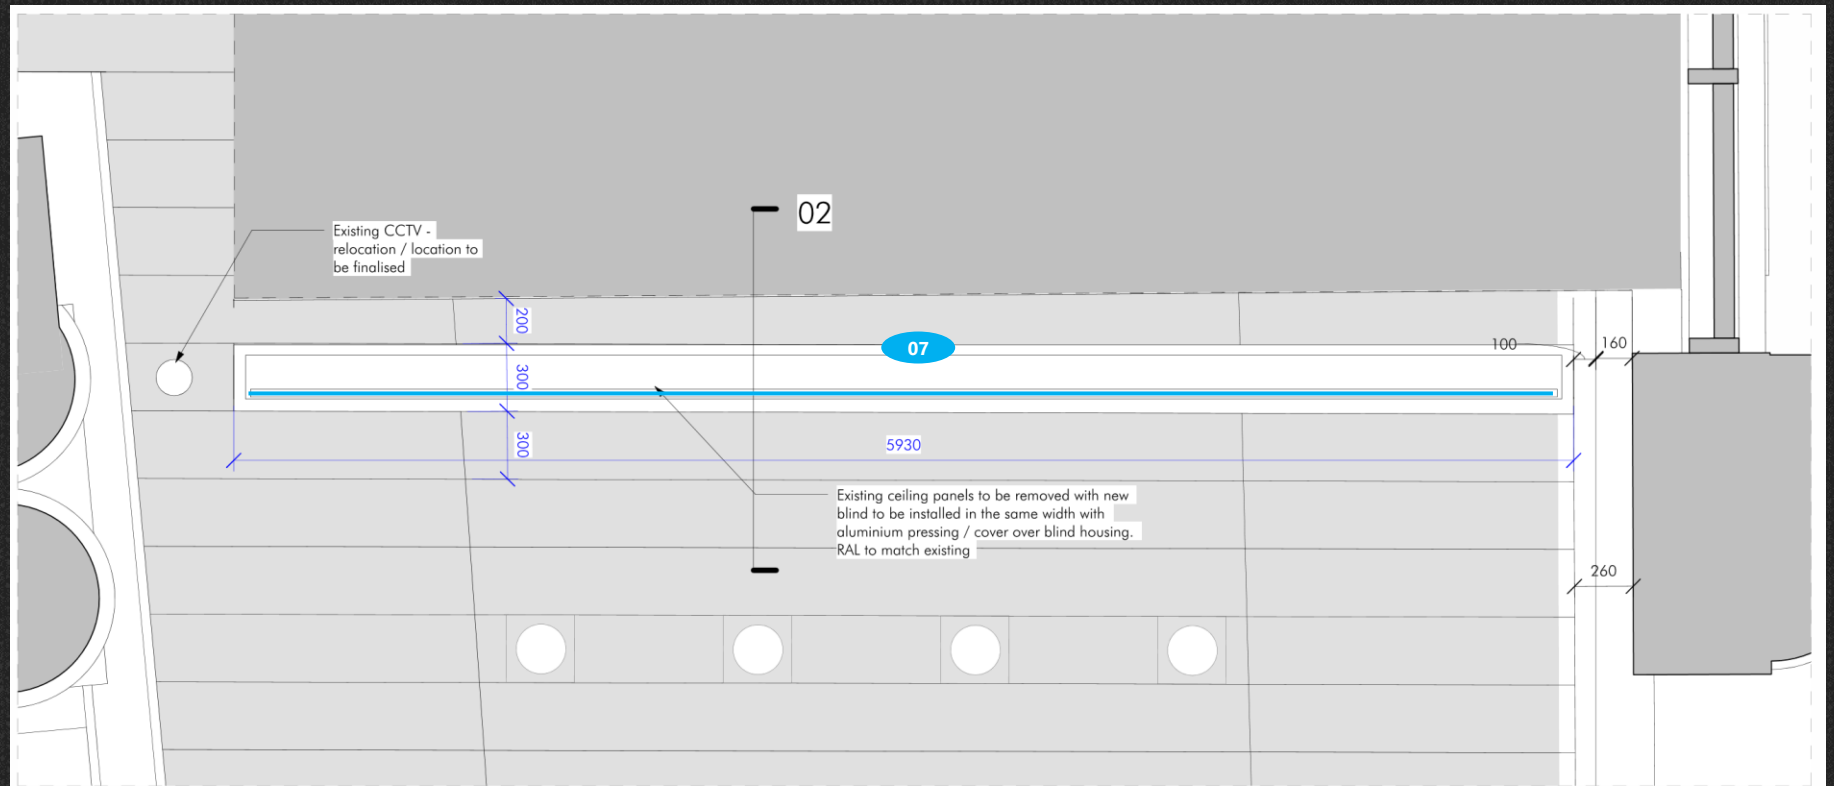 02
Existing CCTV -
relocation / location to
be finalised
200
07
100
160
300
300
5930
Existing ceiling panels to be removed with new
blind to be installed in the same width with
aluminium pressing / cover over blind housing.
RAL to match existing
260